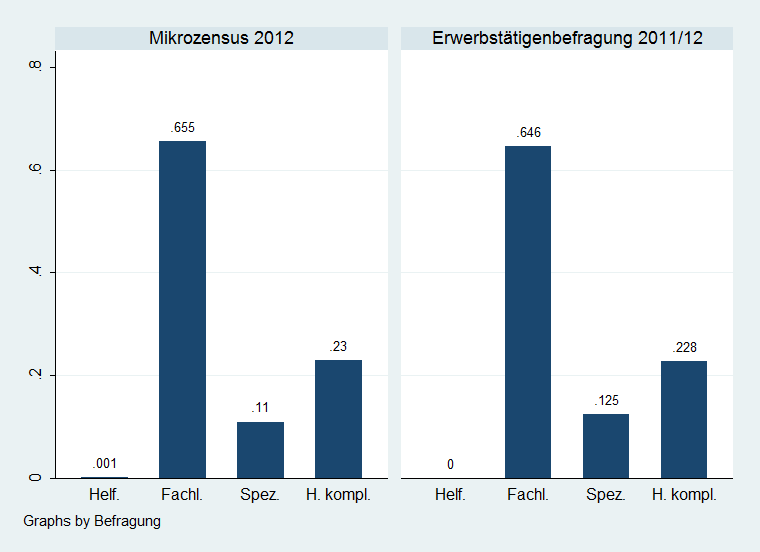 Mikrozensus 2012
Erwerbstätigenbefragung 2011/12
.8
.6
.4
.2
0
.001
.655
.11
.23
0
.646
.125
.228
Helf. Fachl. Spez. H. kompl.
Helf. Fachl. Spez. H. kompl.
Graphs by Befragung